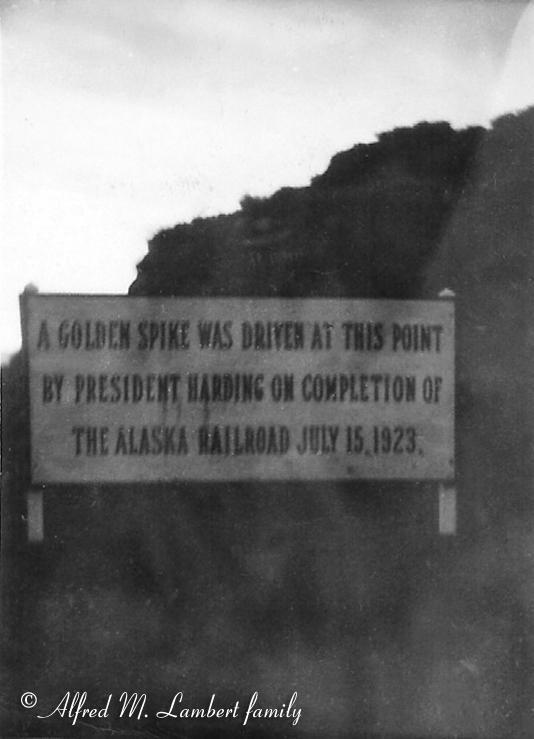 A GOLDEN SPIKE WAS DRIVEN AT THIS POINT
BY PRESIDENT HARDING ON COMPLETION OF
THE ALASKA RAILROAD JULY 15, 1923.
© Alfred M. Lambert family